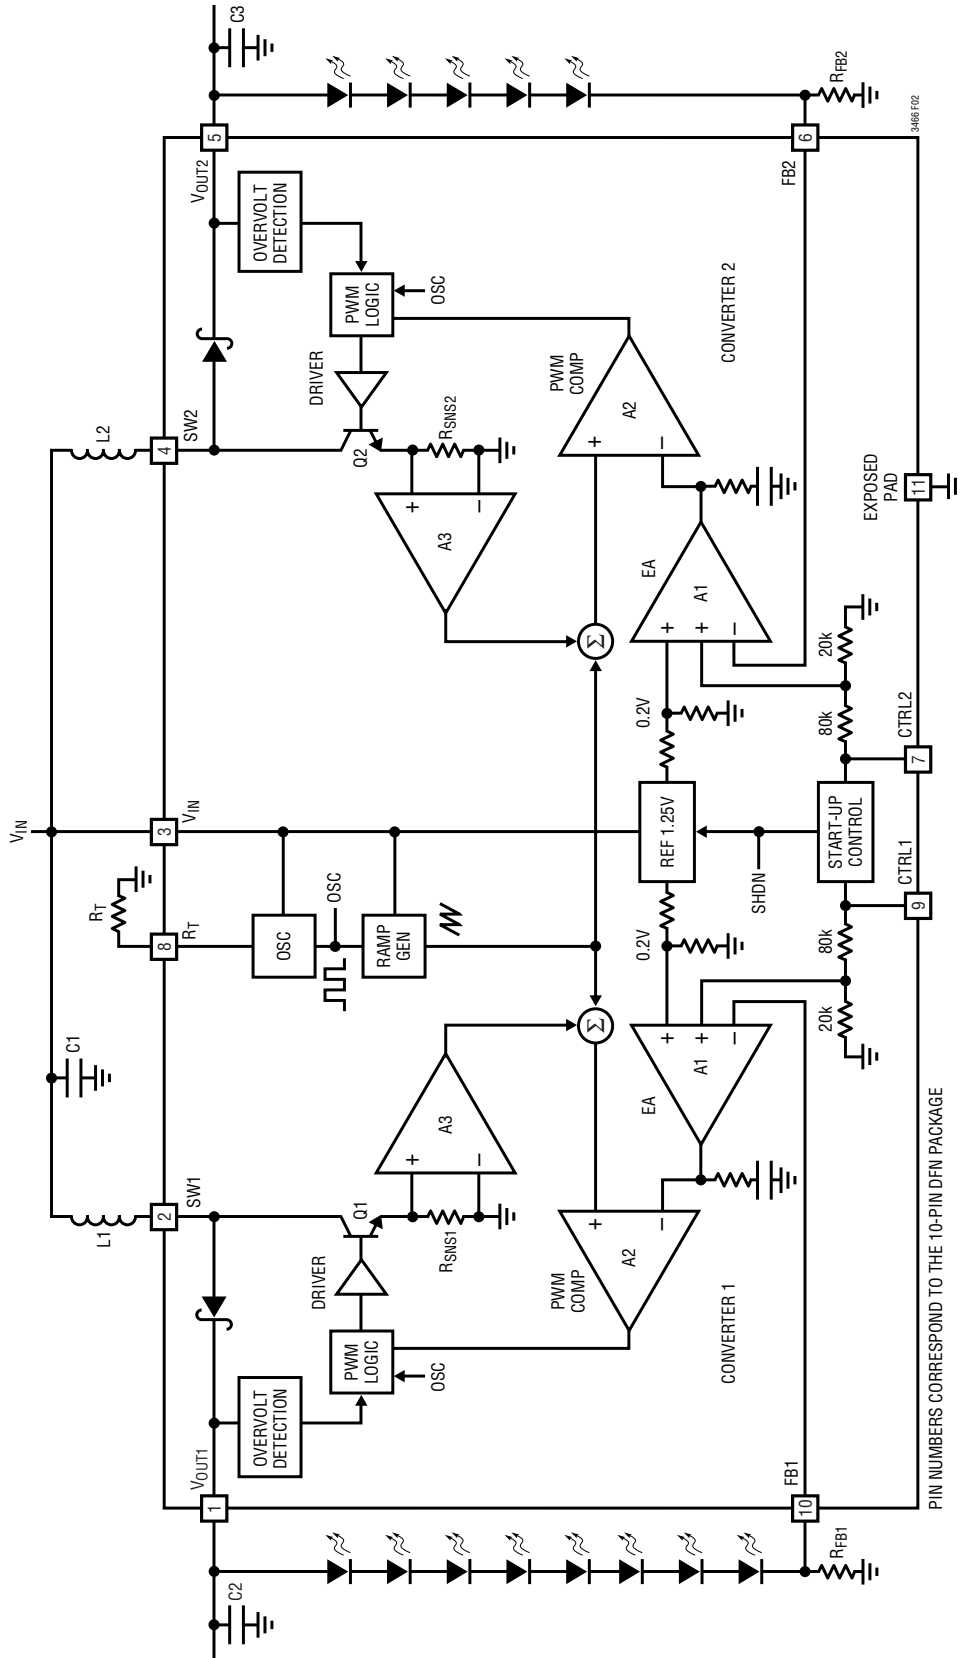 VIN
L1
C1
L2
C3
RT
2
8
3
4
SW1
RT
VIN
SW2
C2
1
VOUT1
VOUT2
5
OVERVOLT
DETECTION
PWM
LOGIC
OSC
DRIVER
Q1
RSNS1
A3
+
–
OSC
OSC
RAMP
GEN
Σ
Σ
A3
+
–
RSNS2
Q2
DRIVER
PWM
LOGIC
OSC
OVERVOLT
DETECTION
PWM
COMP
A2
+
–
EA
A1
+
+
–
0.2V
REF 1.25V
0.2V
EA
A1
+
+
–
PWM
COMP
A2
+
–
CONVERTER 1
CONVERTER 2
SHDN
START-UP
CONTROL
20k
80k
80k
20k
FB1
10
RFB1
FB2
6
RFB2
9
CTRL1
7
CTRL2
EXPOSED
PAD
11
3466 F02
PIN NUMBERS CORRESPOND TO THE 10-PIN DFN PACKAGE